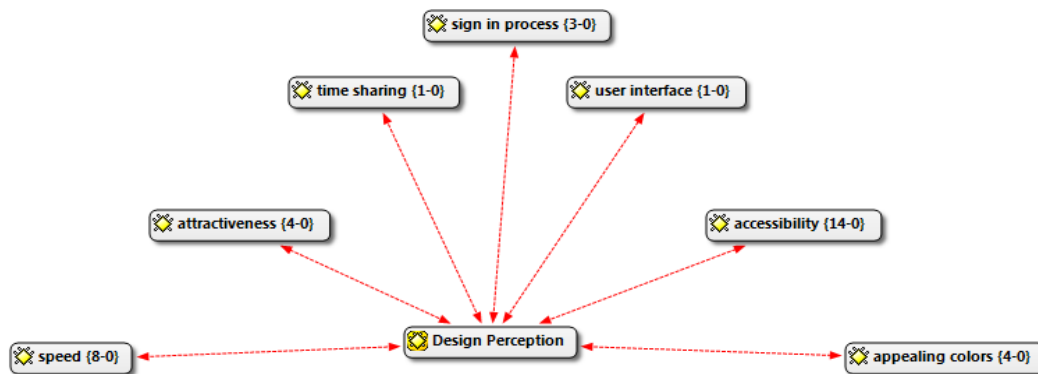 sign in process {3-0}
time sharing {1-0}
user interface {1-0}
attractiveness {4-0}
accessibility {14-0}
Design Perception
speed {8-0}
appealing colors {4-0}